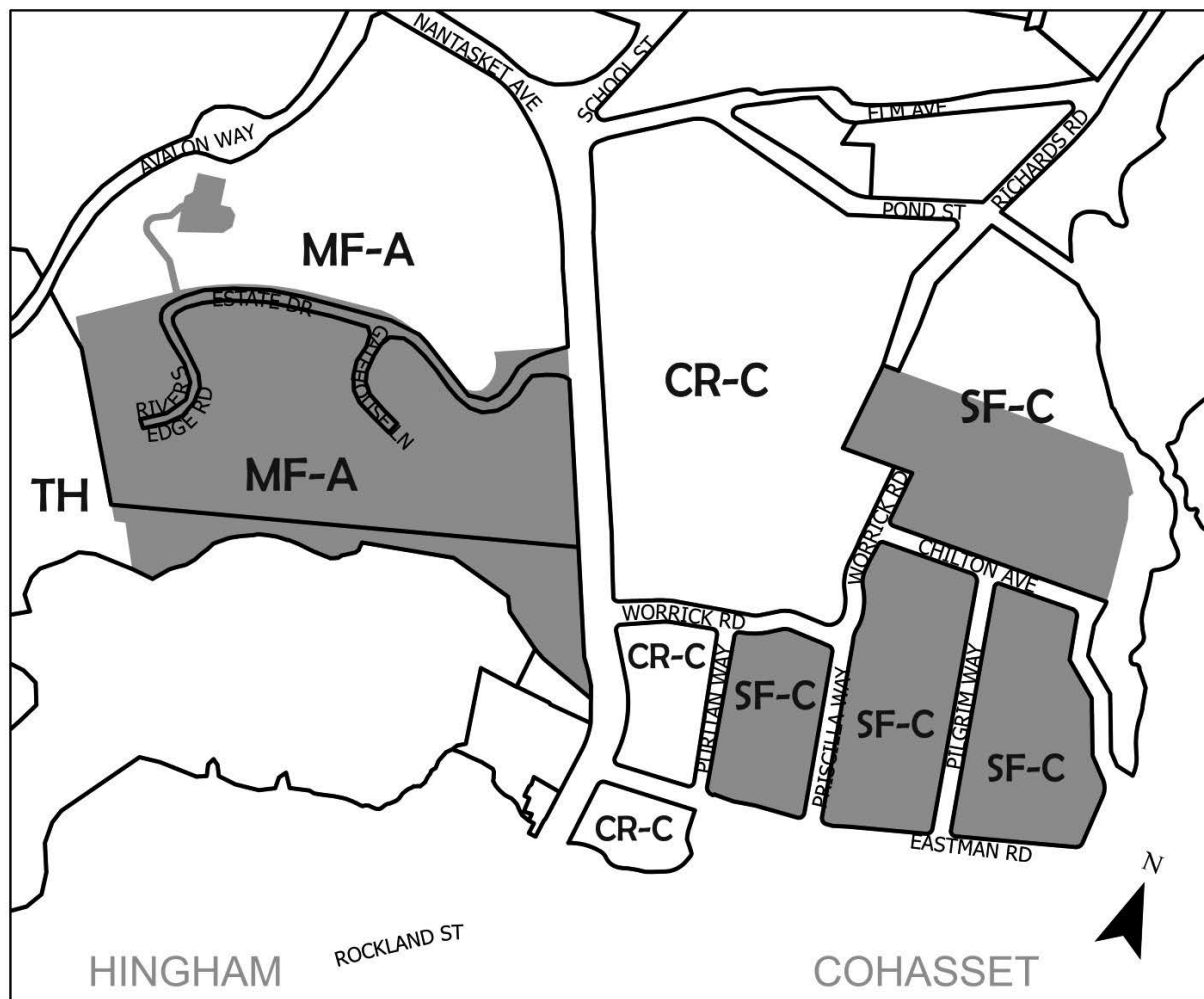 NANTASKET AVE
SCHOOL ST
ELM AVE
AVALON WAY
RICHARDS RD
POND ST
MF-A
ESTATE DR
GATEHOUSE LN
CR-C
RIVERS
EDGE RD
SF-C
MF-A
TH
WORRICK RD
CHILTON AVE
WORRICK RD
CR-C
PURITAN WAY
SF-C
PRISCILLA WAY
SF-C
PILGRIM WAY
SF-C
CR-C
EASTMAN RD
N
ROCKLAND ST
HINGHAM
COHASSET